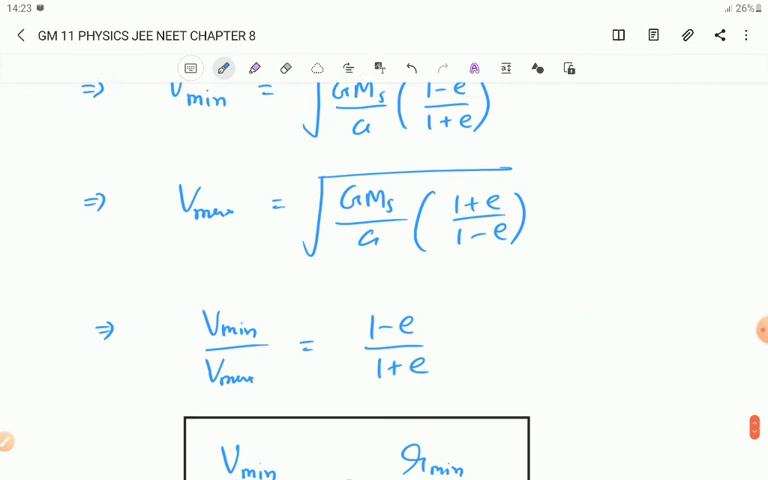 14:23 26%
GM 11 PHYSICS JEE NEET CHAPTER 8
⇒ Vmin = √(GMs/a (1-e/1+e))
⇒ Vmax = √(GMs/a (1+e/1-e))
⇒ Vmin/Vmax = 1-e/1+e
Vmin rmin